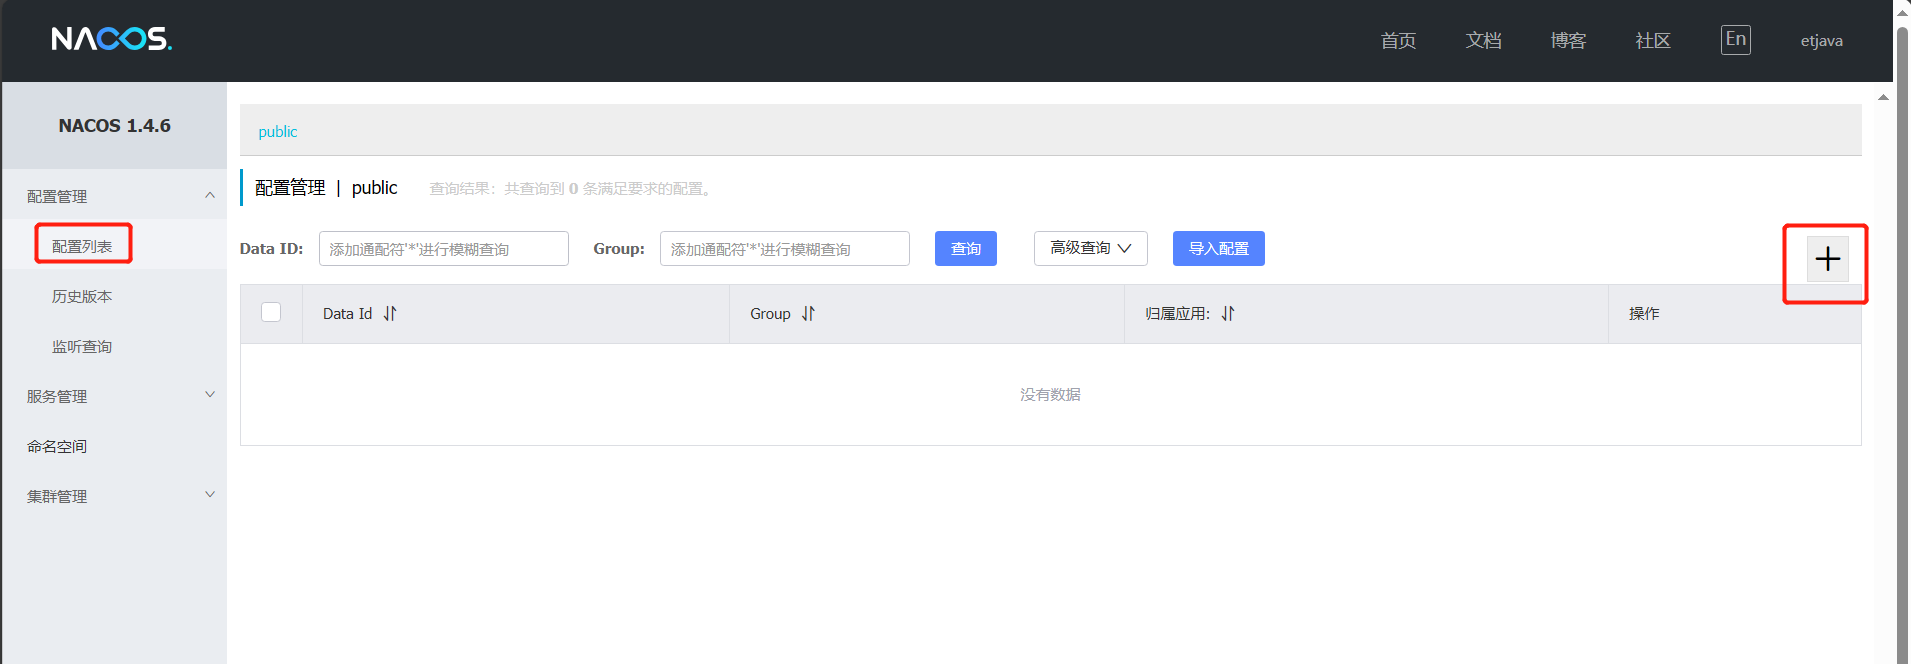 NACOS. 首页 文档 博客 社区 En etjava
NACOS 1.4.6
public
配置管理 | public 查询结果：共查询到 0 条满足要求的配置。
配置管理
配置列表
历史版本
监听查询
服务管理
命名空间
集群管理
Data ID: 添加通配符'*'进行模糊查询 Group: 添加通配符'*'进行模糊查询 查询 高级查询 导入配置
Data Id Group 归属应用: 操作
没有数据